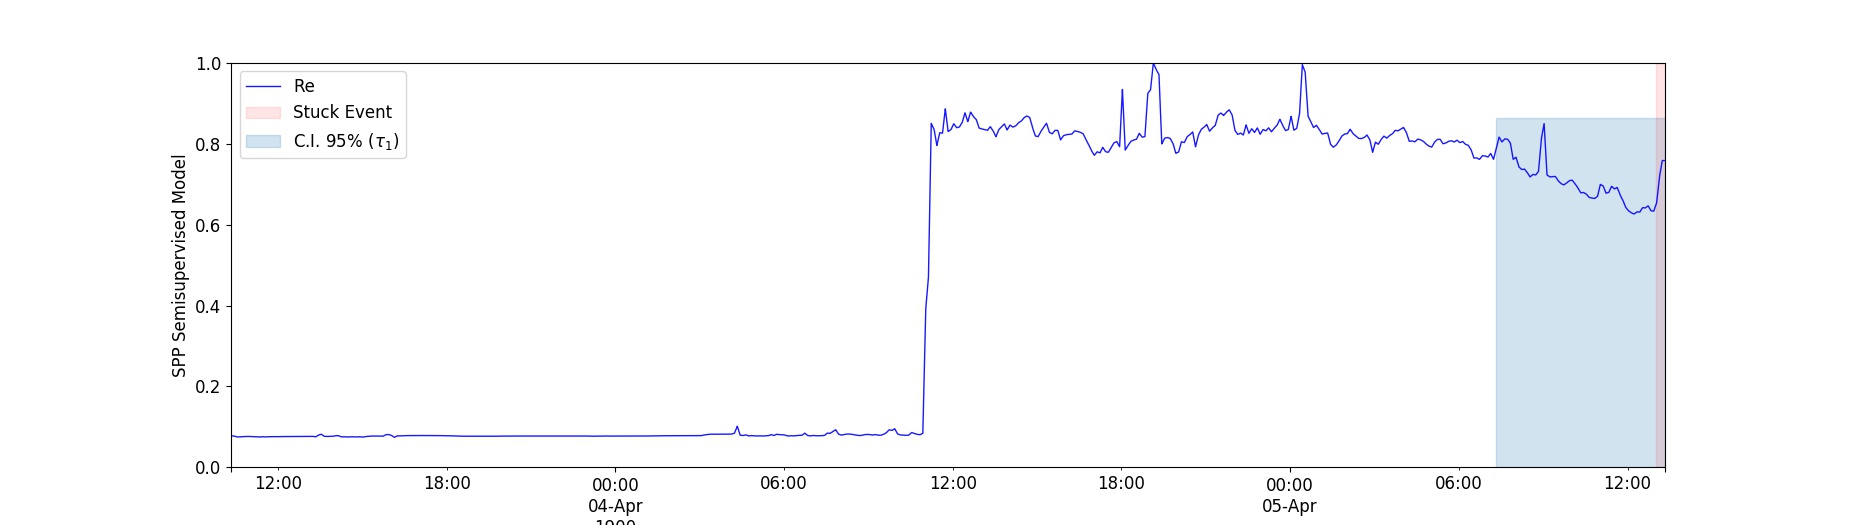 1.0
Re
Stuck Event
C.I. 95% (τ₁)
0.8
0.6
0.4
0.2
0.0
SPP Semisupervised Model
12:00 18:00 00:00 06:00 12:00 18:00 00:00 06:00 12:00
04-Apr 05-Apr
1900